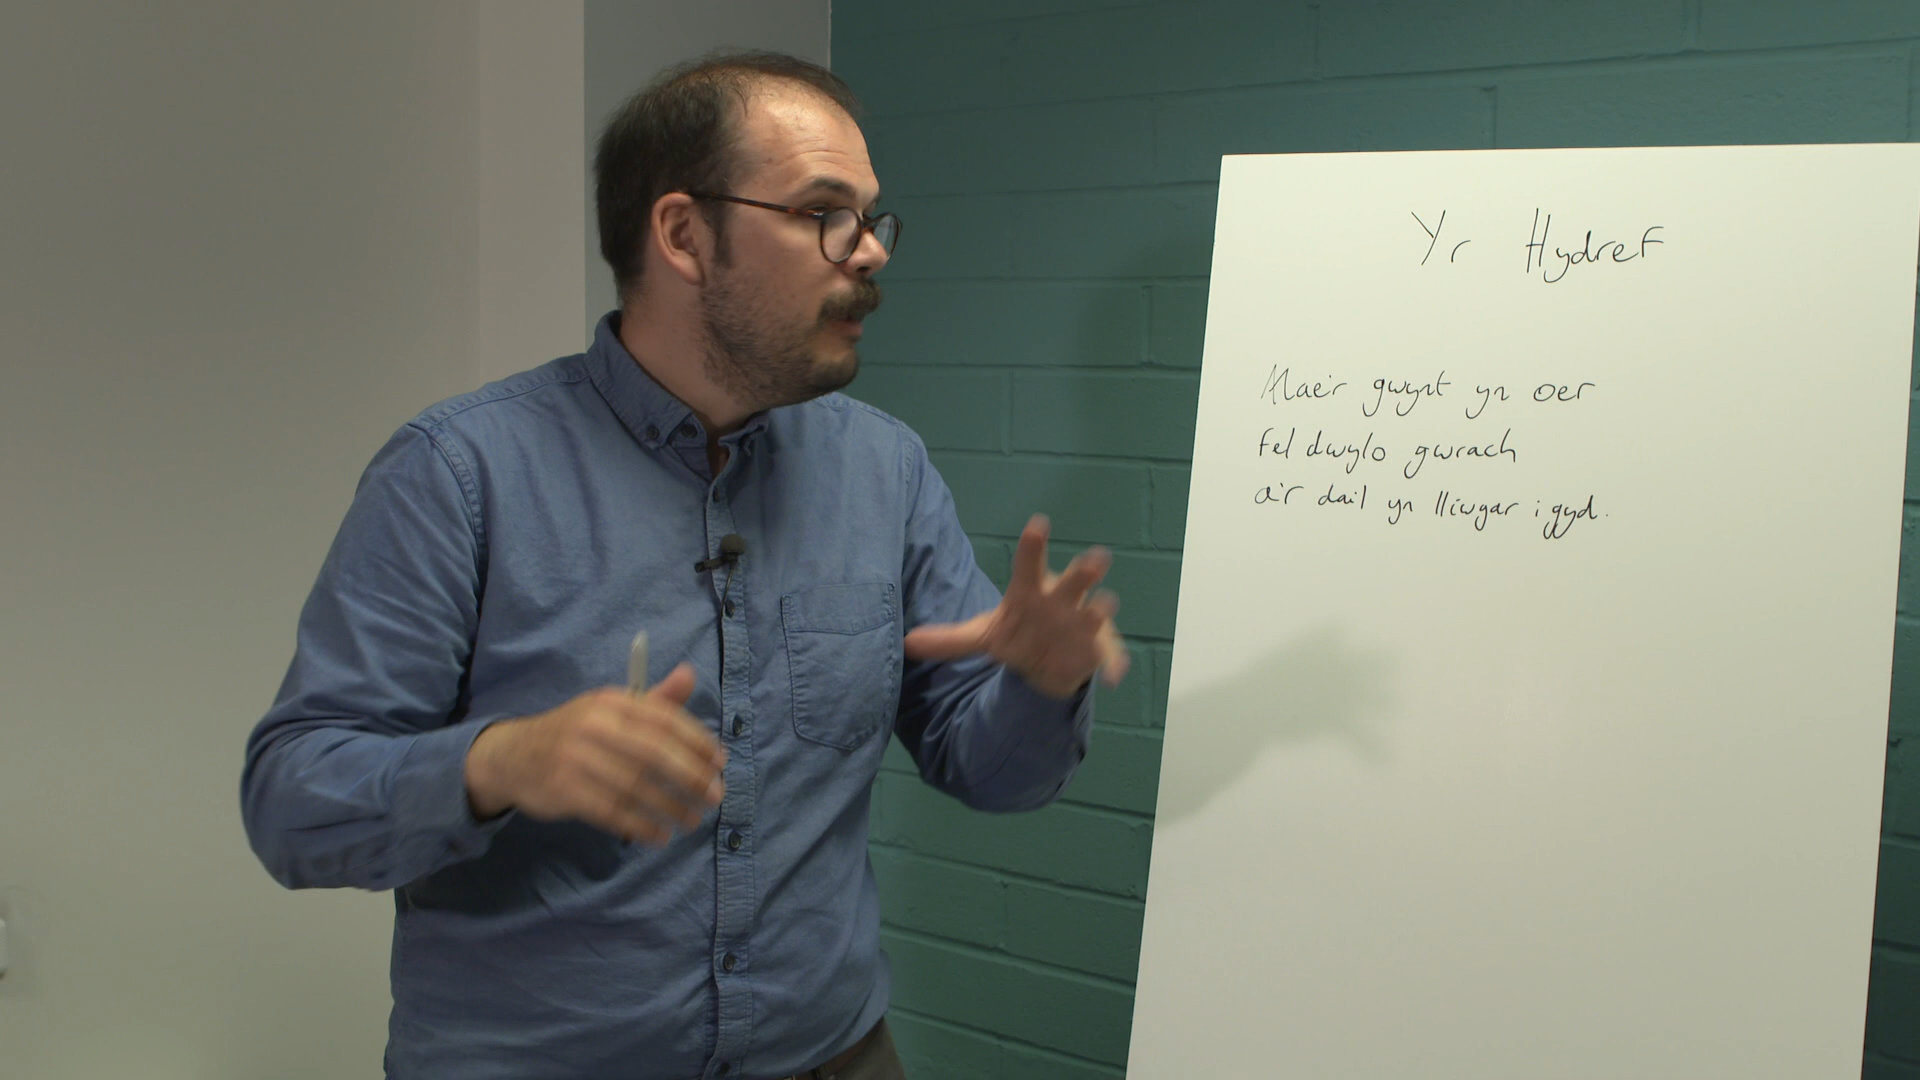 Yr Hydref
Mae'r gwynt yn oer
fel dwylo gwrach
a'r dail yn lliwgar i gyd.